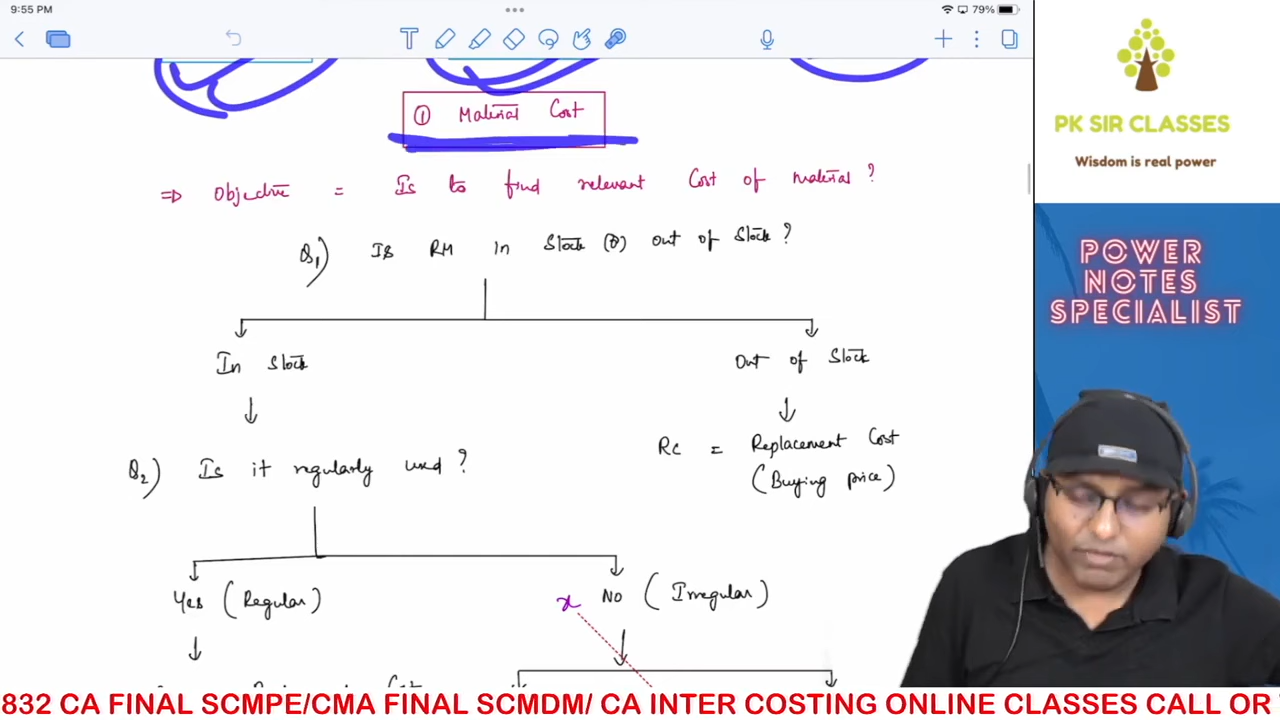 9:55 PM
79%
T
① Material Cost
⇒ Objective = Is to find relevant Cost of material ?
Q1) Is RM in Stock (or) Out of Stock ?
In Stock
Out of Stock
RC = Replacement Cost
(Buying price)
Q2) Is it regularly used ?
Yes (Regular)
x No (Irregular)
PK SIR CLASSES
Wisdom is real power
POWER
NOTES
SPECIALIST
832 CA FINAL SCMPE/CMA FINAL SCMDM/ CA INTER COSTING ONLINE CLASSES CALL OR